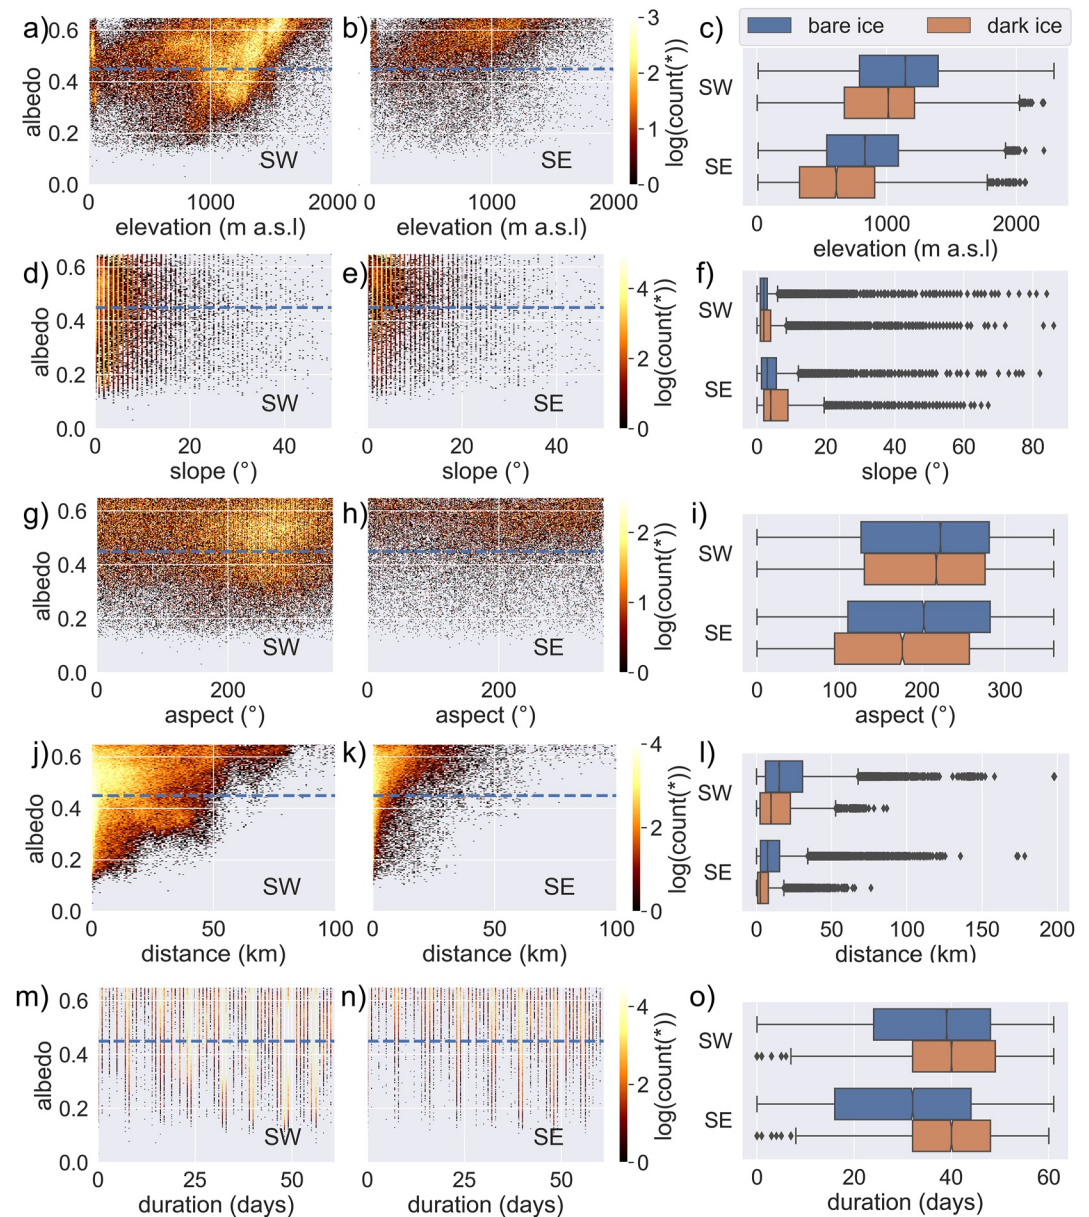 a) b) c) bare ice dark ice
albedo 0.6 0.4 0.2 0.0 SW SE 3 2 1 0 log(count(*)) SW SE
0 1000 2000 0 1000 2000 0 1000 2000
elevation (m a.s.l) elevation (m a.s.l) elevation (m a.s.l)
d) e) f)
albedo 0.6 0.4 0.2 0.0 SW SE 4 2 0 log(count(*)) SW SE
0 20 40 0 20 40 0 20 40 60 80
slope (°) slope (°) slope (°)
g) h) i)
albedo 0.6 0.4 0.2 0.0 SW SE 2 1 0 log(count(*)) SW SE
0 200 0 200 0 100 200 300
aspect (°) aspect (°) aspect (°)
j) k) l)
albedo 0.6 0.4 0.2 0.0 SW SE 4 2 0 log(count(*)) SW SE
0 50 100 0 50 100 0 50 100 150 200
distance (km) distance (km) distance (km)
m) n) o)
albedo 0.6 0.4 0.2 0.0 SW SE 4 2 0 log(count(*)) SW SE
0 25 50 0 25 50 0 20 40 60
duration (days) duration (days) duration (days)